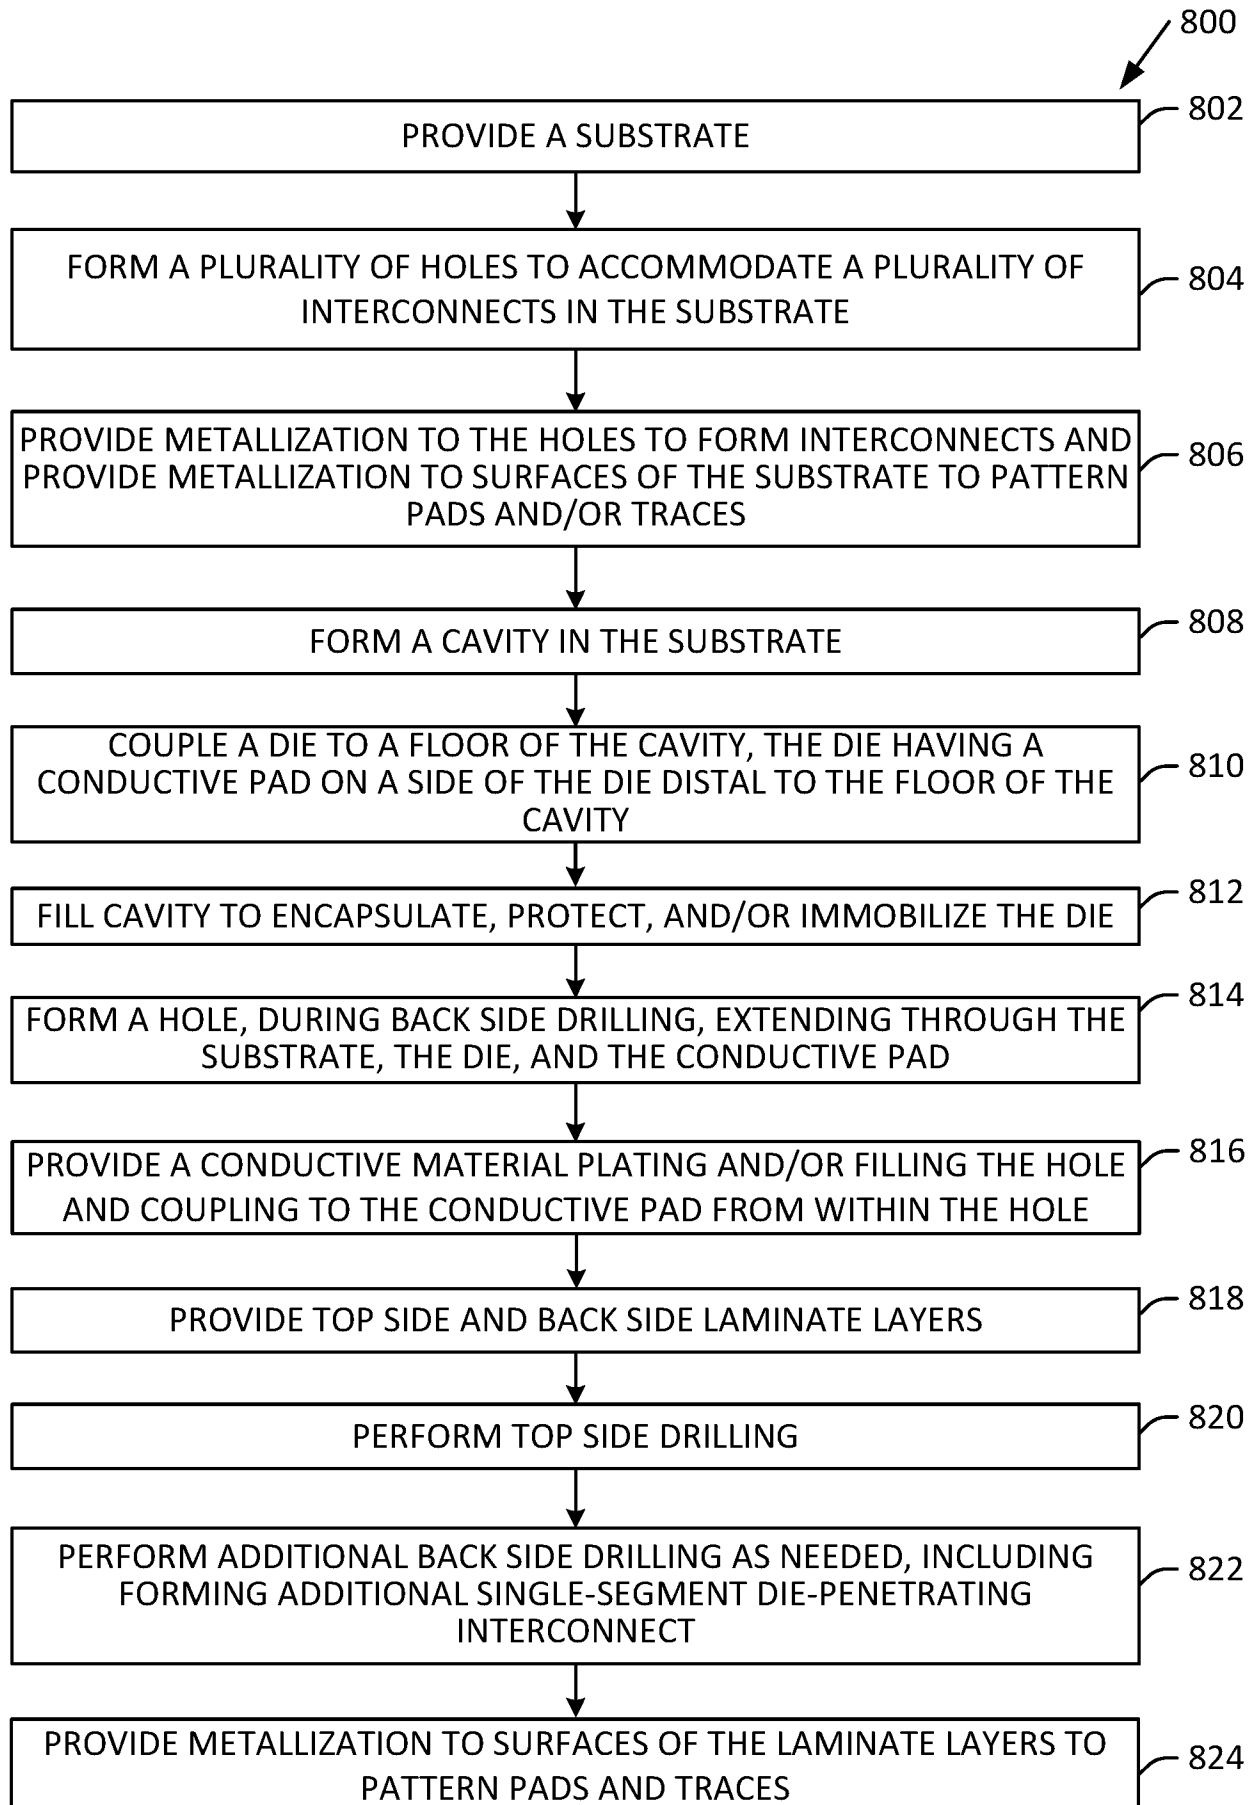 800
802
PROVIDE A SUBSTRATE
FORM A PLURALITY OF HOLES TO ACCOMMODATE A PLURALITY OF
INTERCONNECTS IN THE SUBSTRATE
804
PROVIDE METALLIZATION TO THE HOLES TO FORM INTERCONNECTS AND
PROVIDE METALLIZATION TO SURFACES OF THE SUBSTRATE TO PATTERN
PADS AND/OR TRACES
806
FORM A CAVITY IN THE SUBSTRATE
808
COUPLE A DIE TO A FLOOR OF THE CAVITY, THE DIE HAVING A
CONDUCTIVE PAD ON A SIDE OF THE DIE DISTAL TO THE FLOOR OF THE
CAVITY
810
FILL CAVITY TO ENCAPSULATE, PROTECT, AND/OR IMMOBILIZE THE DIE
812
FORM A HOLE, DURING BACK SIDE DRILLING, EXTENDING THROUGH THE
SUBSTRATE, THE DIE, AND THE CONDUCTIVE PAD
814
PROVIDE A CONDUCTIVE MATERIAL PLATING AND/OR FILLING THE HOLE
AND COUPLING TO THE CONDUCTIVE PAD FROM WITHIN THE HOLE
816
PROVIDE TOP SIDE AND BACK SIDE LAMINATE LAYERS
818
PERFORM TOP SIDE DRILLING
820
PERFORM ADDITIONAL BACK SIDE DRILLING AS NEEDED, INCLUDING
FORMING ADDITIONAL SINGLE-SEGMENT DIE-PENETRATING
INTERCONNECT
822
PROVIDE METALLIZATION TO SURFACES OF THE LAMINATE LAYERS TO
PATTERN PADS AND TRACES
824